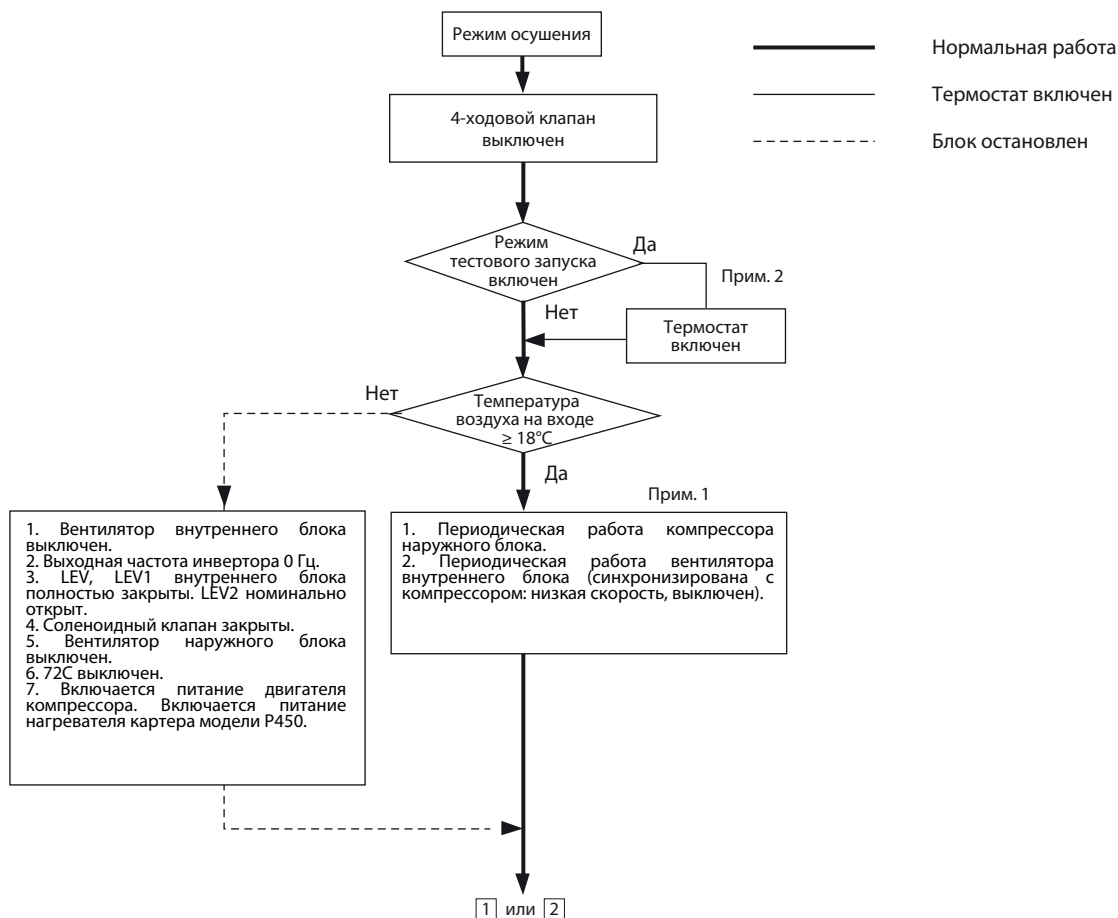 Режим осушения
Нормальная работа
Термостат включен
Блок остановлен
4-ходовой клапан
выключен
Режим
тестового запуска
включен
Да
Прим. 2
Нет
Термостат
включен
Нет
Температура
воздуха на входе
≥ 18°C
Да
Прим. 1
1. Вентилятор внутреннего блока
выключен.
2. Выходная частота инвертора 0 Гц.
3. LEV, LEV1 внутреннего блока
полностью закрыты. LEV2 номинально
открыт.
4. Соленоидный клапан закрыты.
5. Вентилятор наружного блока
выключен.
6. 72C выключен.
7. Включается питание двигателя
компрессора. Включается питание
нагревателя картера модели P450.
1. Периодическая работа компрессора
наружного блока.
2. Периодическая работа вентилятора
внутреннего блока (синхронизирована с
компрессором: низкая скорость, выключен).
1 или 2